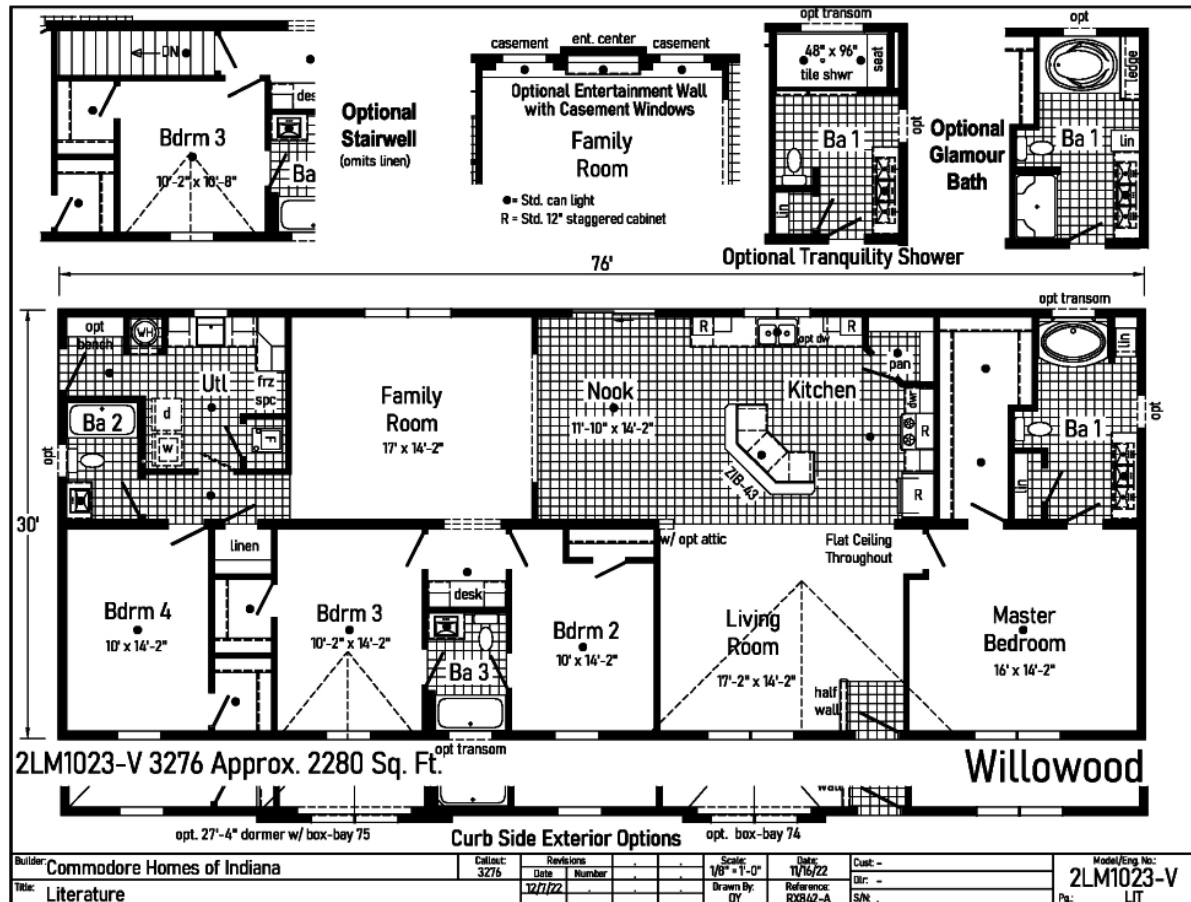 DN
des
Bdrm 3
10'-2" x 10'-8"
Ba
Optional
Stairwell
(omits linen)
casement
ent. center
casement
Optional Entertainment Wall
with Casement Windows
Family
Room
●= Std. can light
R = Std. 12" staggered cabinet
opt transom
48" x 96"
tile shwr
seat
Ba 1
opt
lin
Optional Tranquility Shower
Optional
Glamour
Bath
opt
ledge
Ba 1
lin
76'
30'
opt
bench
WH
Utl
frz
spc
d
w
F
Ba 2
opt
Family
Room
17' x 14'-2"
Nook
11'-10" x 14'-2"
R
opt dw
R
Kitchen
pan
dwr
R
R
ZIB-43
opt transom
lin
Ba 1
opt
lin
linen
Bdrm 4
10' x 14'-2"
Bdrm 3
10'-2" x 14'-2"
desk
Ba 3
opt transom
Bdrm 2
10' x 14'-2"
w/ opt attic
Flat Ceiling
Throughout
Living
Room
17'-2" x 14'-2"
half
wall
Master
Bedroom
16' x 14'-2"
2LM1023-V 3276 Approx. 2280 Sq. Ft.
Willowood
wall
opt. 27'-4" dormer w/ box-bay 75
Curb Side Exterior Options
opt. box-bay 74
Builder: Commodore Homes of Indiana
Callout:
3276
Revisions
Date Number
12/7/22
Scale:
1/8" = 1'-0"
Date:
11/16/22
Drawn By:
DY
Reference:
RX842-A
Cust: -
Dlr: -
S/N: .
Model/Eng. No.:
2LM1023-V
Title: Literature
Pg.: LIT